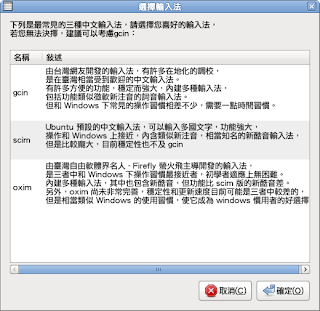 選擇輸入法
下列是最常見的三種中文輸入法，請選擇您喜好的輸入法。
若您無法決擇，建議可以考慮gcin：
名稱 敍述
gcin
由台灣網友開發的輸入法，有許多在地化的調校，
是在臺灣相當受到歡迎的中文輸入法。
有許多方便的功能，穩定而強大，內建多種輸入法，
包括功能類似微軟新注音的詞音輸入法。
但和 Windows 下常見的操作習慣相差不少，需要一點時間習慣。
scim
Ubuntu 預設的中文輸入法，可以輸入多國文字，功能強大，
操作和 Windows 上接近，內含類似新注音，相當知名的新酷音輸入法，
但是比較龐大，目前穩定性也不及 gcin
oxim
由臺灣自由軟體界名人 - Firefly 螢火飛主導開發的輸入法，
是三者中和 Windows 下操作習慣最接近者，初學者適應上無困難。
內建多種輸入法，其中也包含新酷音，但功能比 scim 版的新酷音差。
另外，oxim 尚未非常完善，穩定性和更新速度目前可能是三者中較差的，
但是相當類似 Windows 的使用習慣，使它成為 windows 慣用者的好選擇
取消(C) 確定(O)